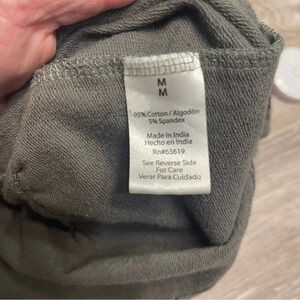 M
M
95% Cotton / Algodón
5% Spandex
Made in India
Hecho en India
Rn#63619
See Reverse Side
For Care
Verar Para Cuidado